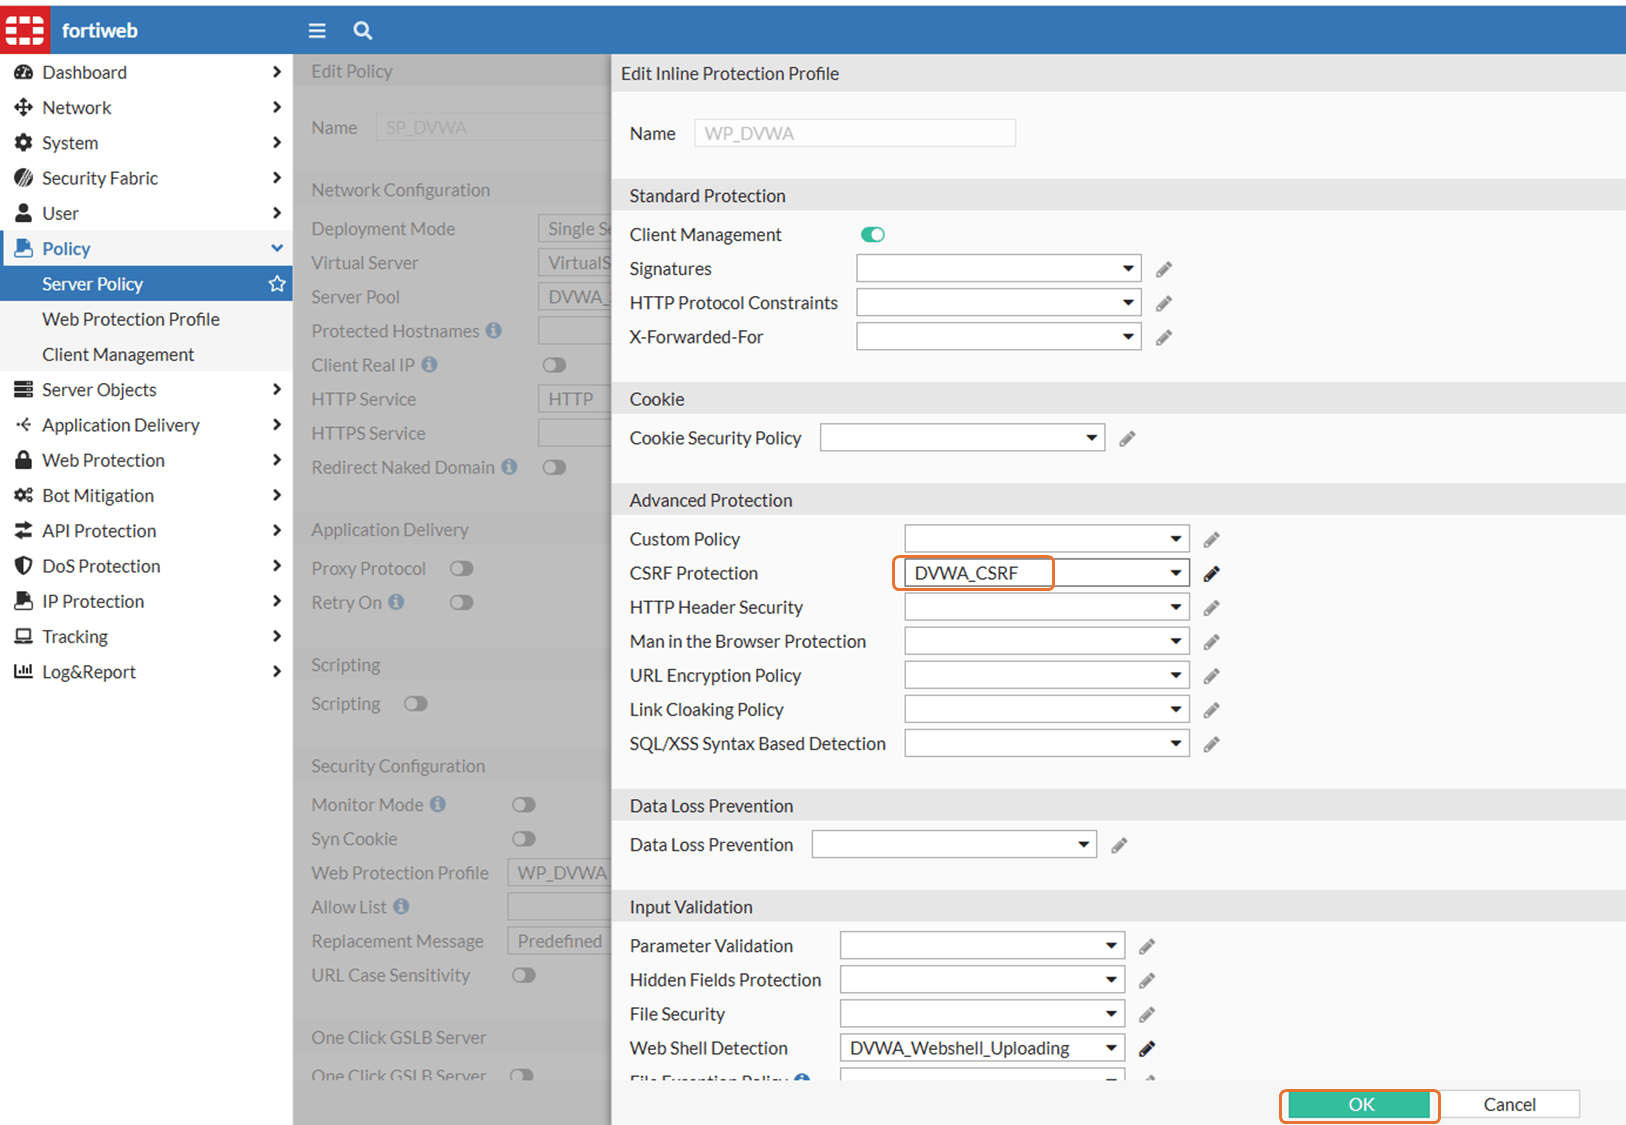 fortiweb
Dashboard
Network
System
Security Fabric
User
Policy
Server Policy
Web Protection Profile
Client Management
Server Objects
Application Delivery
Web Protection
Bot Mitigation
API Protection
DoS Protection
IP Protection
Tracking
Log&Report
Edit Policy
Name SP_DVWA
Network Configuration
Deployment Mode Single Se
Virtual Server VirtualS
Server Pool DVWA_
Protected Hostnames
Client Real IP
HTTP Service HTTP
HTTPS Service
Redirect Naked Domain
Application Delivery
Proxy Protocol
Retry On
Scripting
Scripting
Security Configuration
Monitor Mode
Syn Cookie
Web Protection Profile WP_DVWA
Allow List
Replacement Message Predefined
URL Case Sensitivity
One Click GSLB Server
One Click GSLB Server
Edit Inline Protection Profile
Name WP_DVWA
Standard Protection
Client Management
Signatures
HTTP Protocol Constraints
X-Forwarded-For
Cookie
Cookie Security Policy
Advanced Protection
Custom Policy
CSRF Protection DVWA_CSRF
HTTP Header Security
Man in the Browser Protection
URL Encryption Policy
Link Cloaking Policy
SQL/XSS Syntax Based Detection
Data Loss Prevention
Data Loss Prevention
Input Validation
Parameter Validation
Hidden Fields Protection
File Security
Web Shell Detection DVWA_Webshell_Uploading
File Exception Policy
OK Cancel